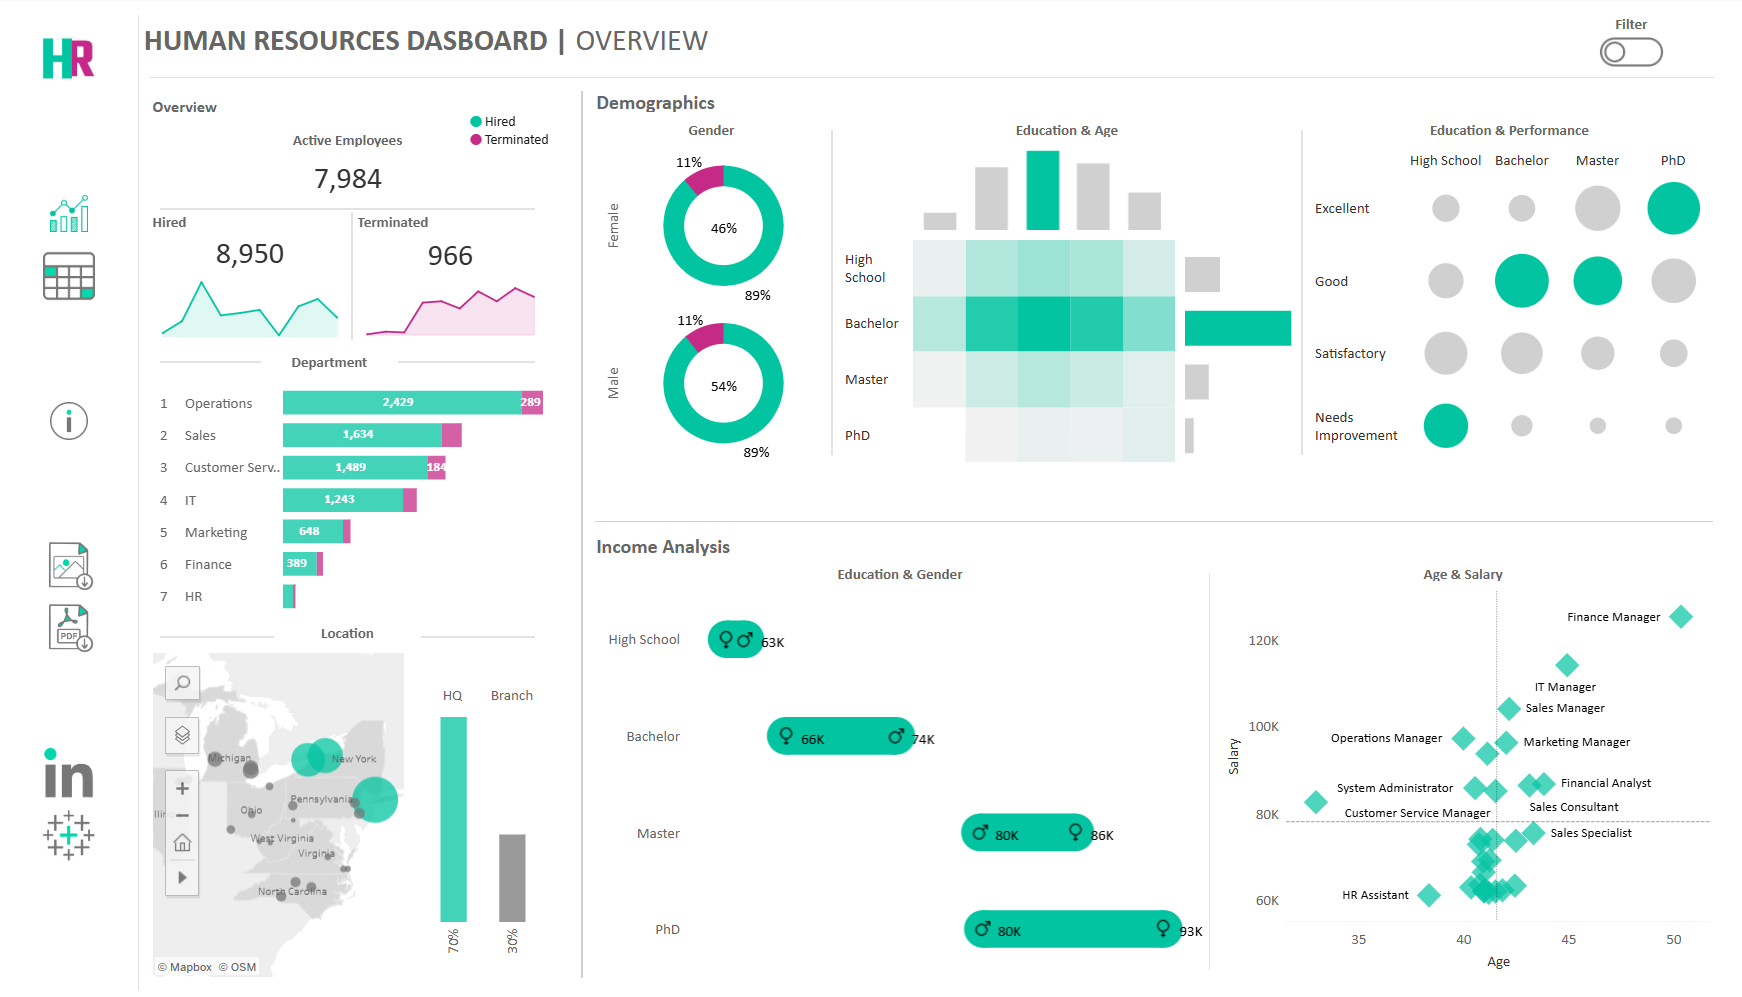 HR
HUMAN RESOURCES DASBOARD | OVERVIEW
Filter
Overview
Hired
Terminated
Active Employees
7,984
Hired
8,950
Terminated
966
Department
1 Operations 2,429 289
2 Sales 1,634
3 Customer Serv.. 1,489 184
4 IT 1,243
5 Marketing 648
6 Finance 389
7 HR
Location
Michigan
New York
Pennsylvania
Ohio
Illin
West Virginia
Virginia
North Carolina
© Mapbox © OSM
HQ Branch
70% 30%
Demographics
Gender
Female
11%
46%
89%
Male
11%
54%
89%
Education & Age
High
School
Bachelor
Master
PhD
Education & Performance
High School Bachelor Master PhD
Excellent
Good
Satisfactory
Needs
Improvement
Income Analysis
Education & Gender
High School 63K
Bachelor 66K 74K
Master 80K 86K
PhD 80K 93K
Age & Salary
Salary
120K
100K
80K
60K
Finance Manager
IT Manager
Sales Manager
Operations Manager
Marketing Manager
System Administrator
Financial Analyst
Sales Consultant
Customer Service Manager
Sales Specialist
HR Assistant
35 40 45 50
Age
PDF
in